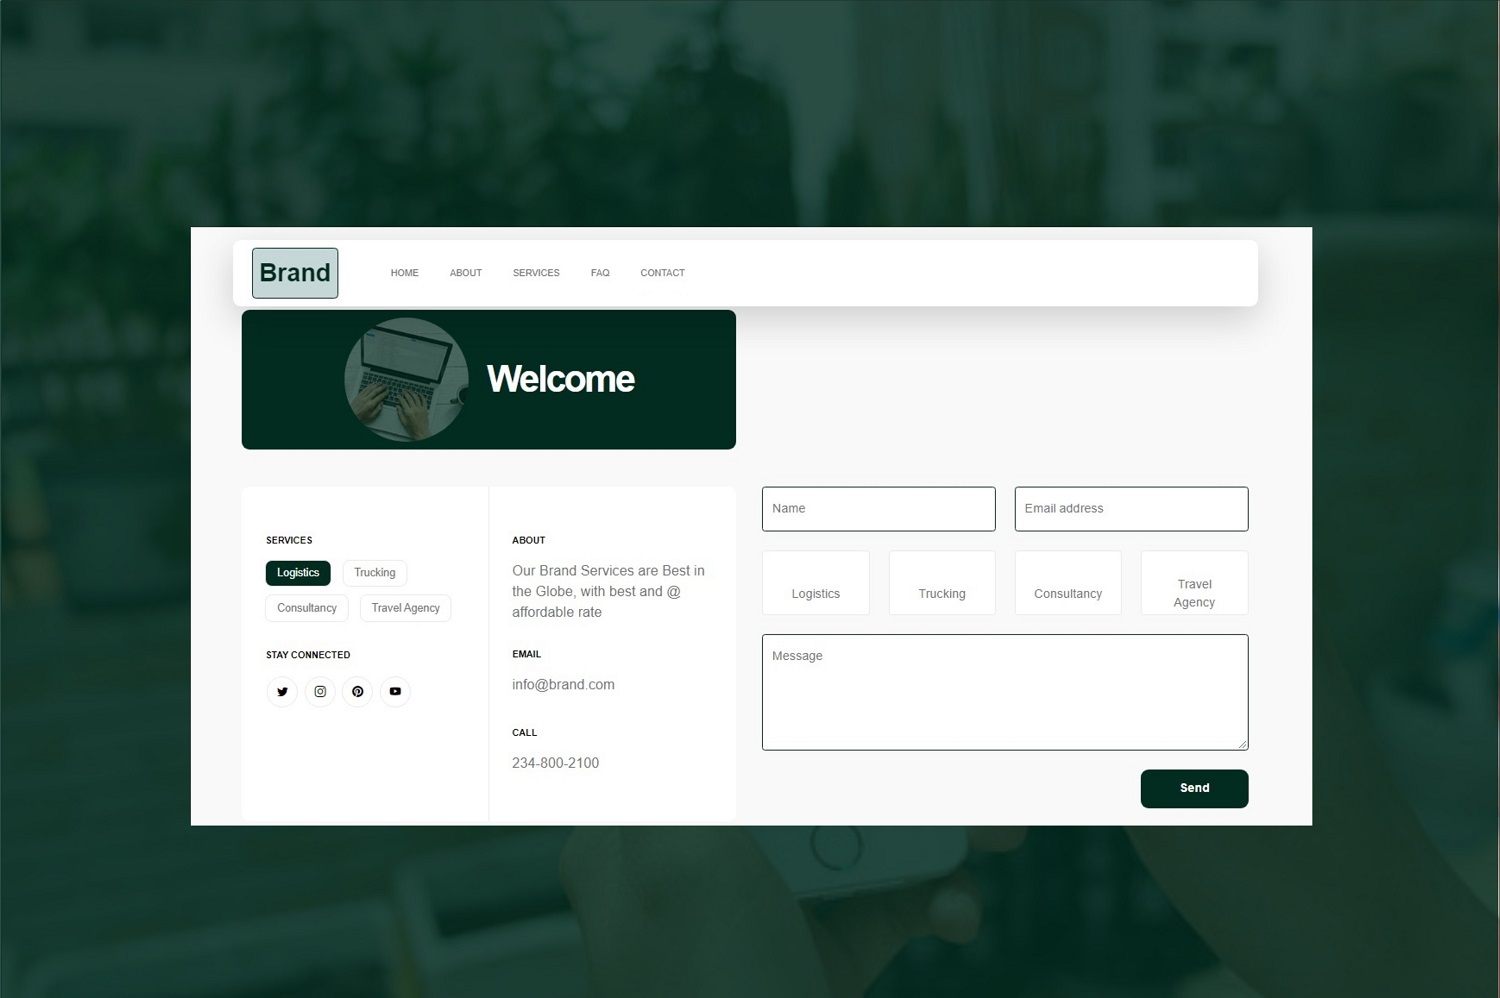 Brand
HOME ABOUT SERVICES FAQ CONTACT
Welcome
SERVICES
Logistics Trucking
Consultancy Travel Agency
STAY CONNECTED
ABOUT
Our Brand Services are Best in
the Globe, with best and @
affordable rate
EMAIL
info@brand.com
CALL
234-800-2100
Name Email address
Logistics Trucking Consultancy Travel
Agency
Message
Send